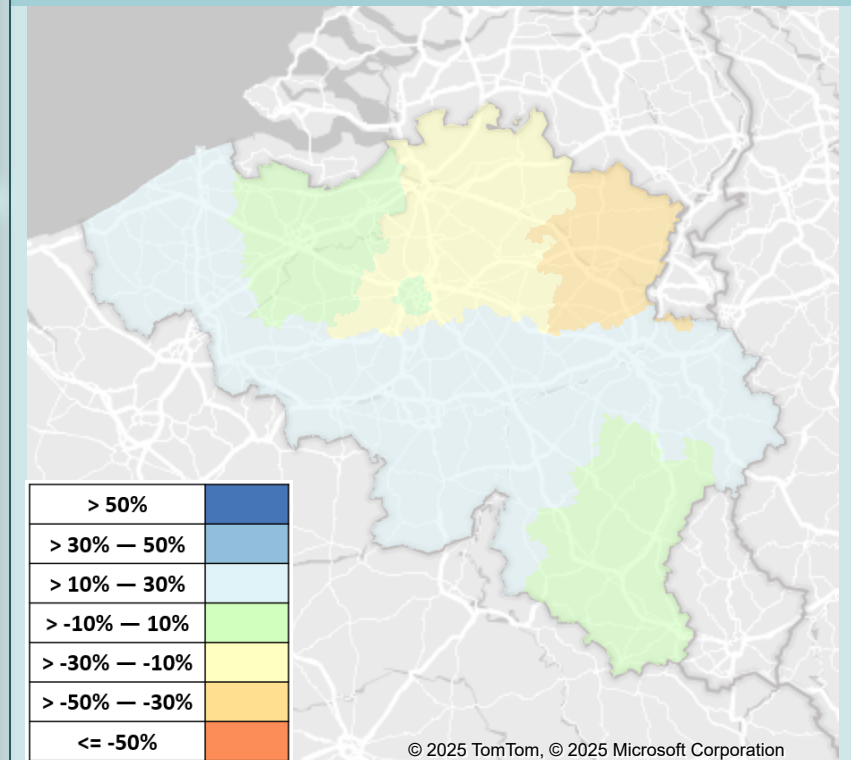 > 50%
> 30% — 50%
> 10% — 30%
> -10% — 10%
> -30% — -10%
> -50% — -30%
<= -50%
© 2025 TomTom, © 2025 Microsoft Corporation